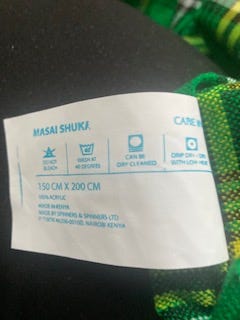 MASAI SHUKA
CARE IN
DO NOT
BLEACH
WASH AT
40 DEGREES
CAN BE
DRY CLEANED
DRIP DRY
WITH LOW HEAT
150 CM X 200 CM
100% ACRYLIC
MADE IN KENYA
MADE BY SPINNERS & SPINNERS LTD
NAIROBI KENYA